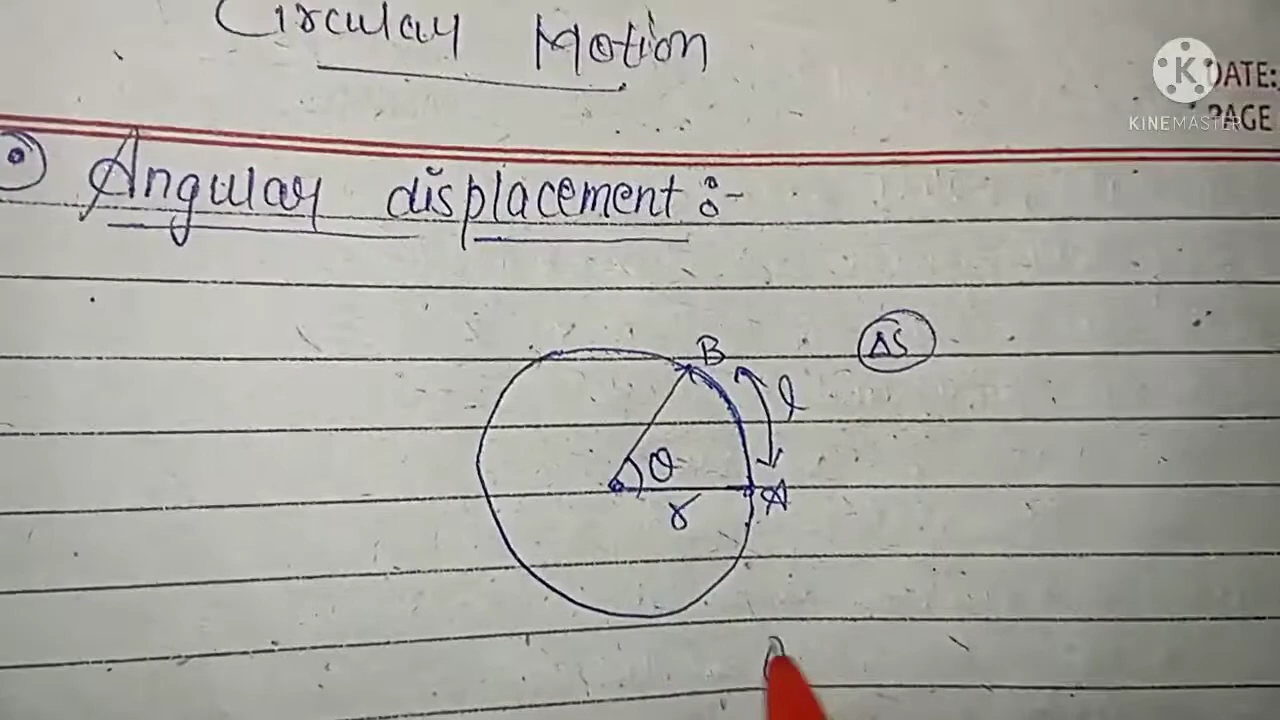 Circular Motion
K
KINEMASTER
DATE:
PAGE
Angular displacement :-
B
ΔS
l
θ
r
A